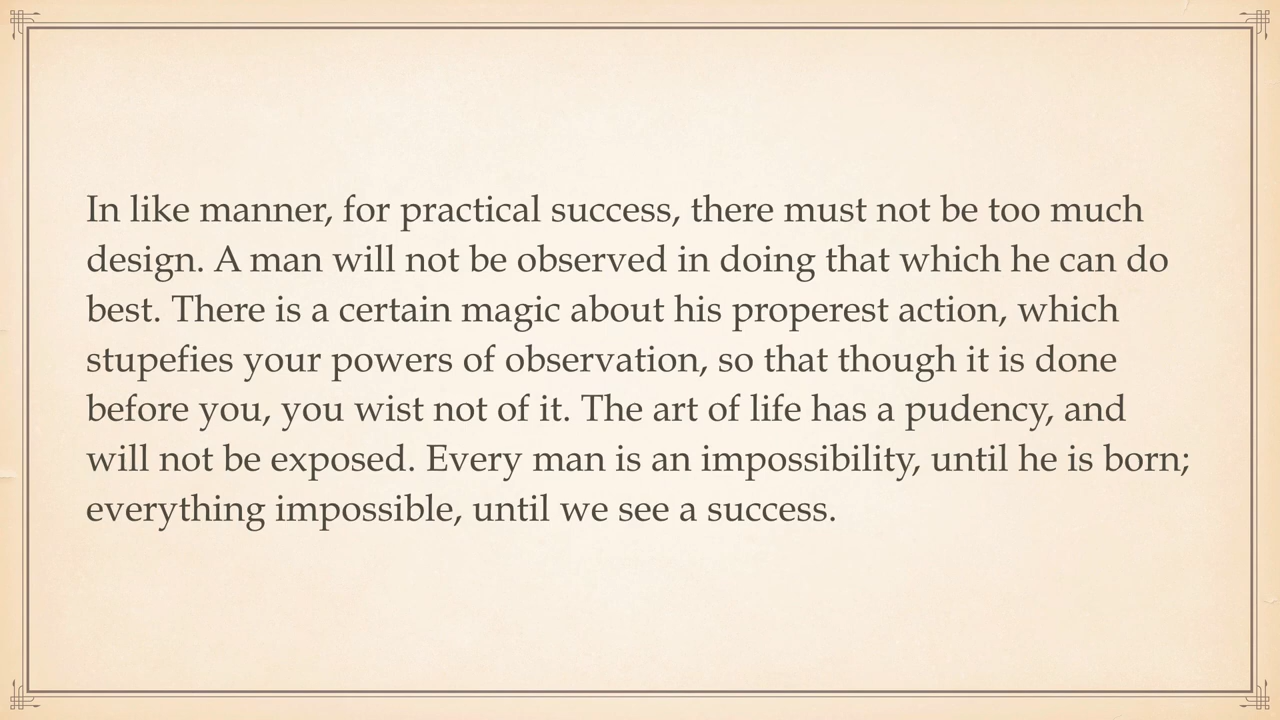 In like manner, for practical success, there must not be too much
design. A man will not be observed in doing that which he can do
best. There is a certain magic about his properest action, which
stupefies your powers of observation, so that though it is done
before you, you wist not of it. The art of life has a pudency, and
will not be exposed. Every man is an impossibility, until he is born;
everything impossible, until we see a success.